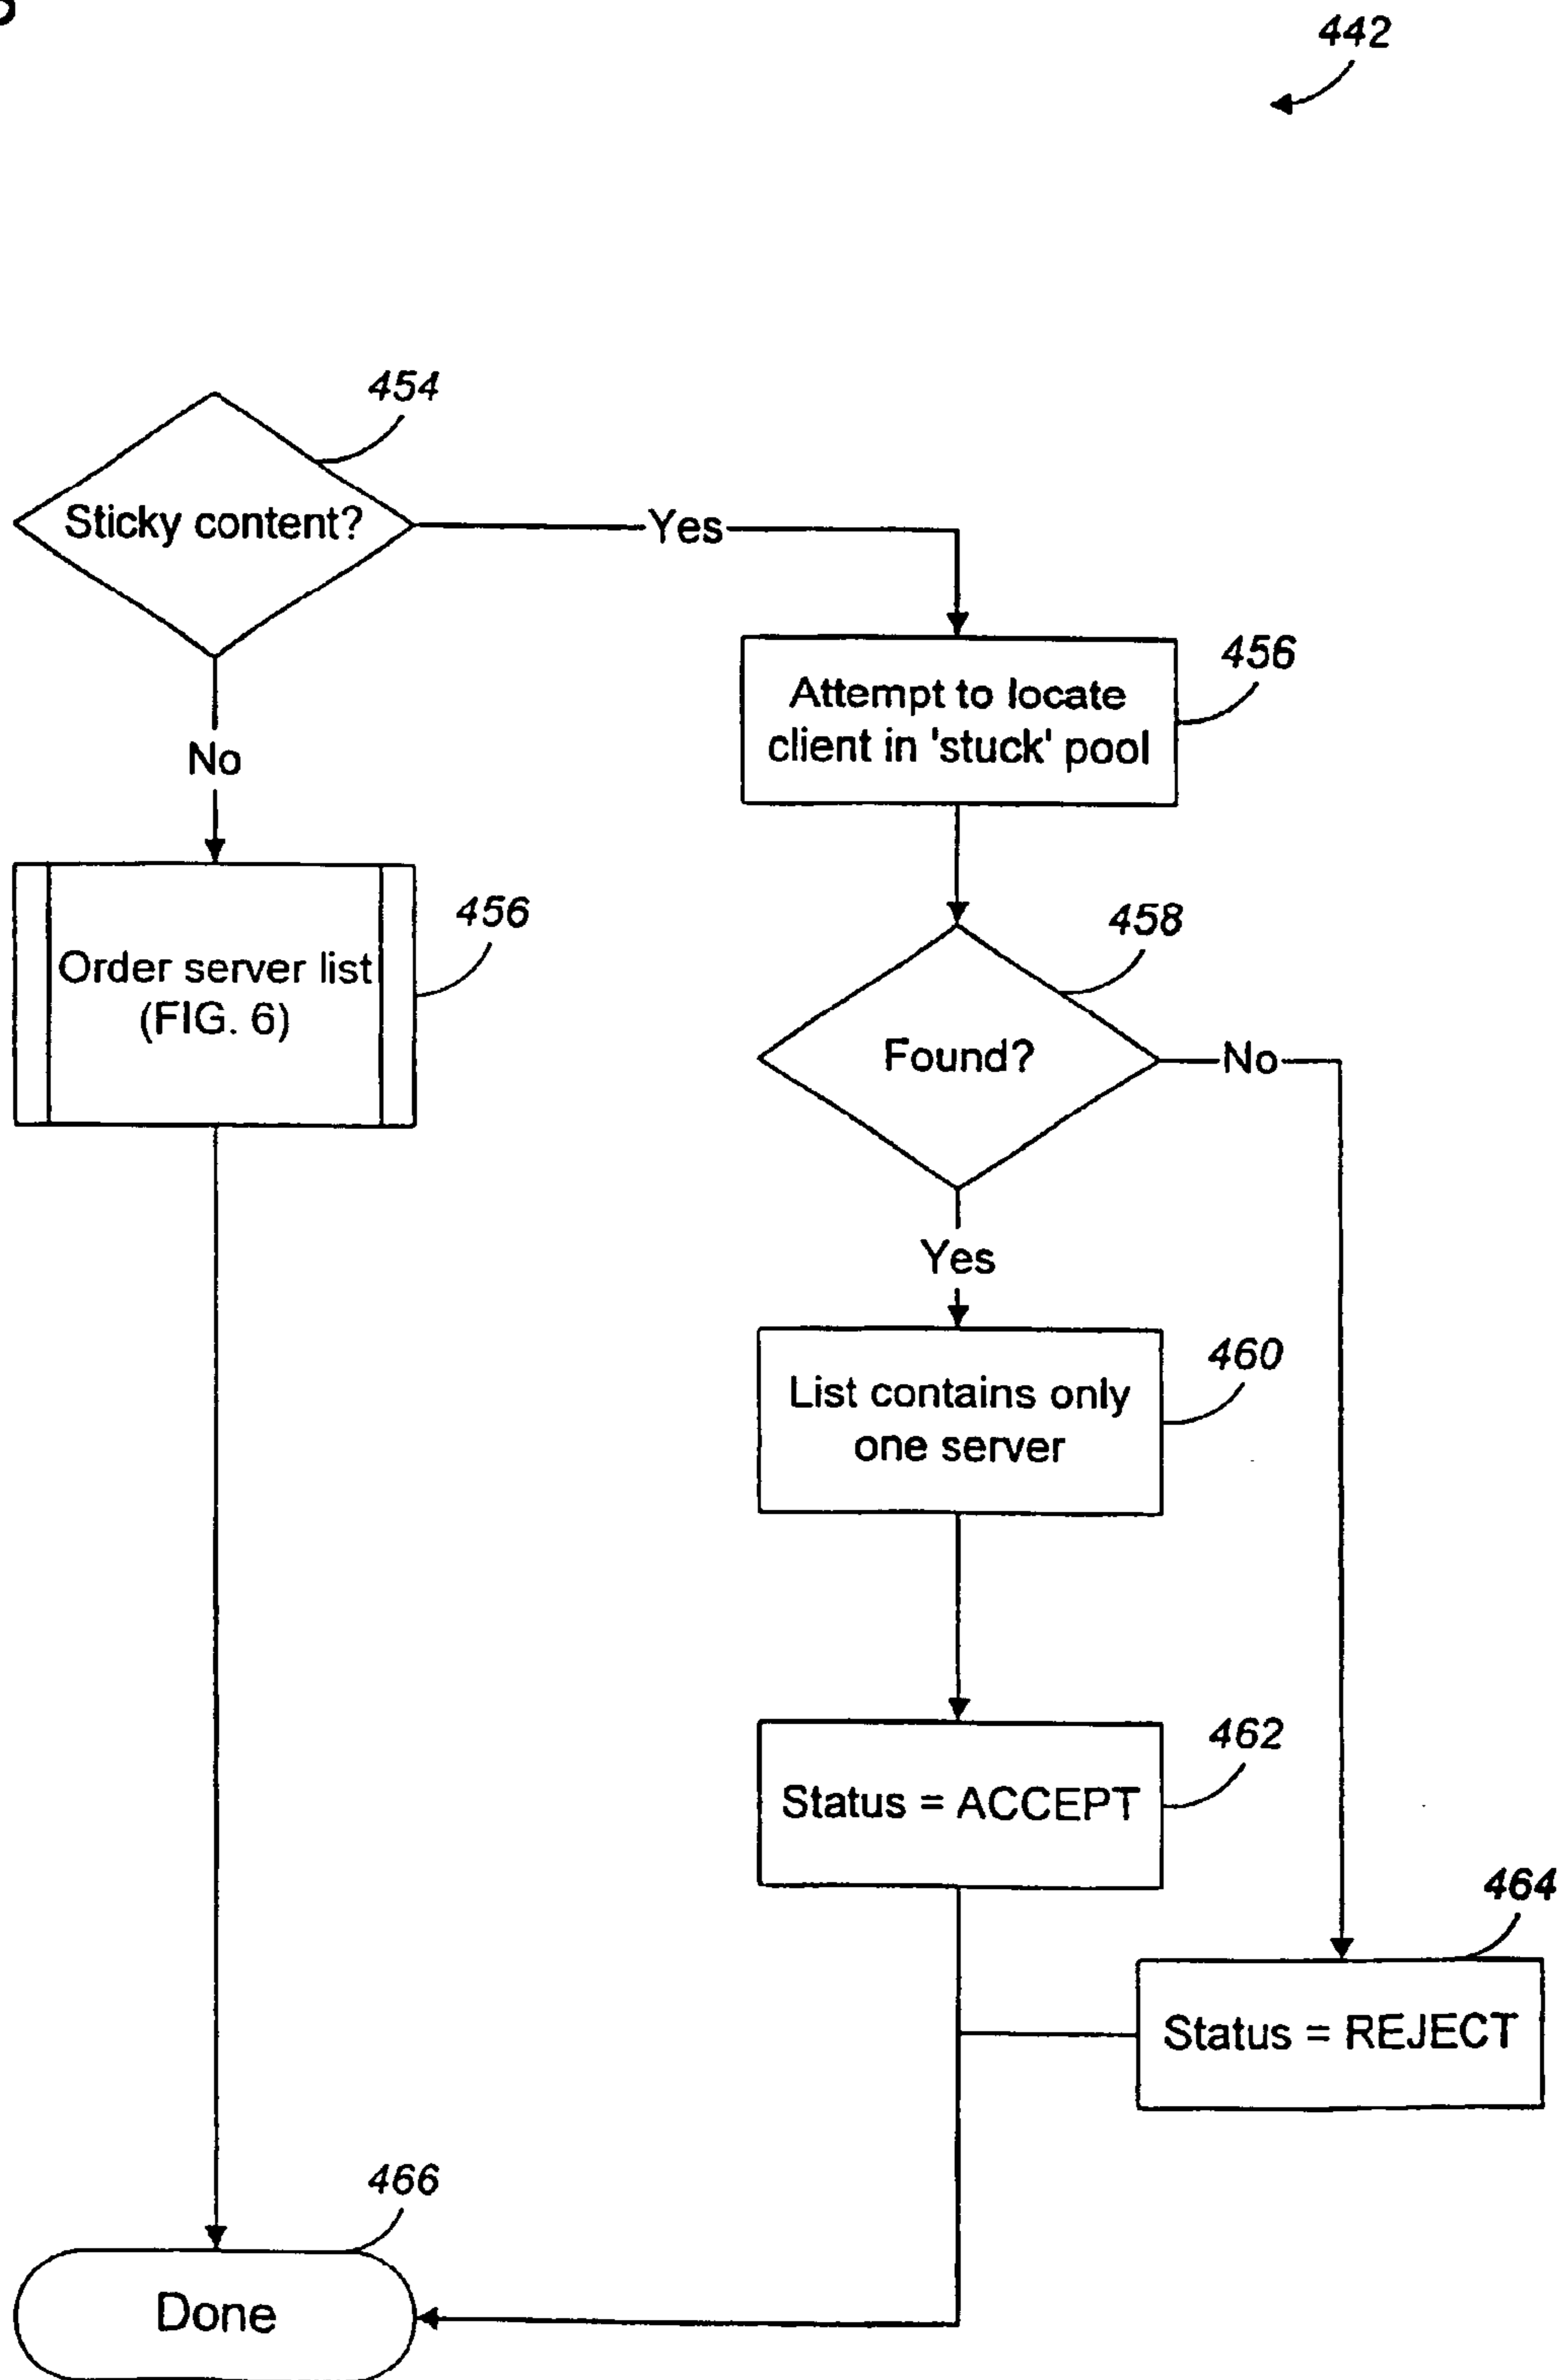 442
454
Sticky content?
Yes
No
456
Attempt to locate
client in 'stuck' pool
456
Order server list
(FIG. 6)
458
Found?
No
Yes
460
List contains only
one server
462
Status = ACCEPT
464
Status = REJECT
466
Done